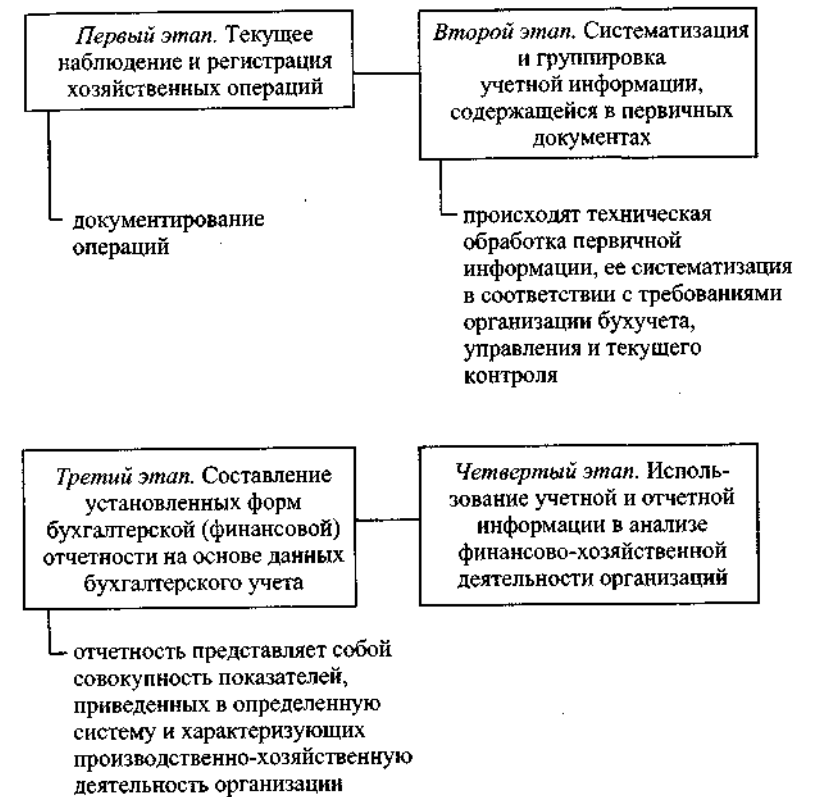 Первый этап. Текущее
наблюдение и регистрация
хозяйственных операций
Второй этап. Систематизация
и группировка
учетной информации,
содержащейся в первичных
документах
документирование
операций
происходят техническая
обработка первичной
информации, ее систематизация
в соответствии с требованиями
организации бухучета,
управления и текущего
контроля
Третий этап. Составление
установленных форм
бухгалтерской (финансовой)
отчетности на основе данных
бухгалтерского учета
Четвертый этап. Исполь-
зование учетной и отчетной
информации в анализе
финансово-хозяйственной
деятельности организаций
отчетность представляет собой
совокупность показателей,
приведенных в определенную
систему и характеризующих
производственно-хозяйственную
деятельность организации